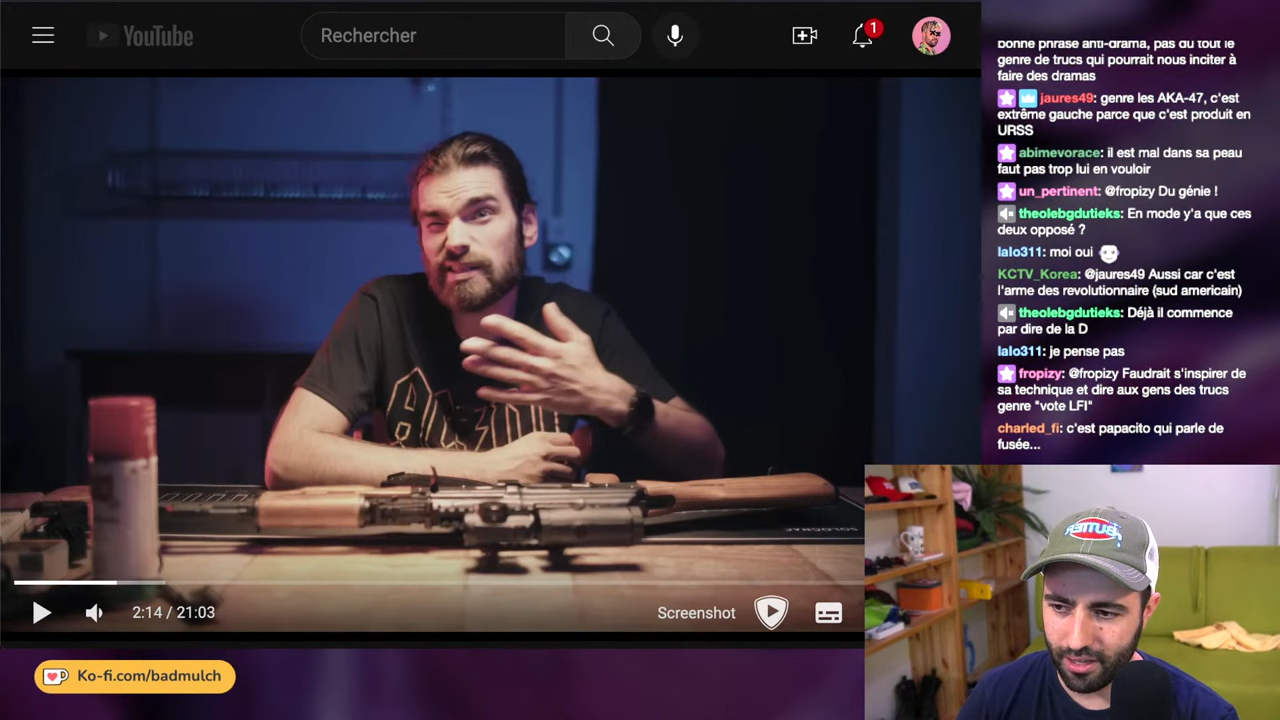 YouTube
Rechercher
1
2:14 / 21:03
Screenshot
Ko-fi.com/badmulch
bonne phrase anti-drama, pas du tout le
genre de trucs qui pourrait nous inciter à
faire des dramas
jaures49: genre les AKA-47, c'est
extrême gauche parce que c'est produit en
URSS
abimevorace: il est mal dans sa peau
faut pas trop lui en vouloir
un_pertinent: @fropizy Du génie !
theolebgdutieks: En mode y'a que ces
deux opposé ?
lalo311: moi oui
KCTV_Korea: @jaures49 Aussi car c'est
l'arme des revolutionnaire (sud americain)
theolebgdutieks: Déjà il commence
par dire de la D
lalo311: je pense pas
fropizy: @fropizy Faudrait s'inspirer de
sa technique et dire aux gens des trucs
genre "vote LFI"
charled_fi: c'est papacito qui parle de
fusée...